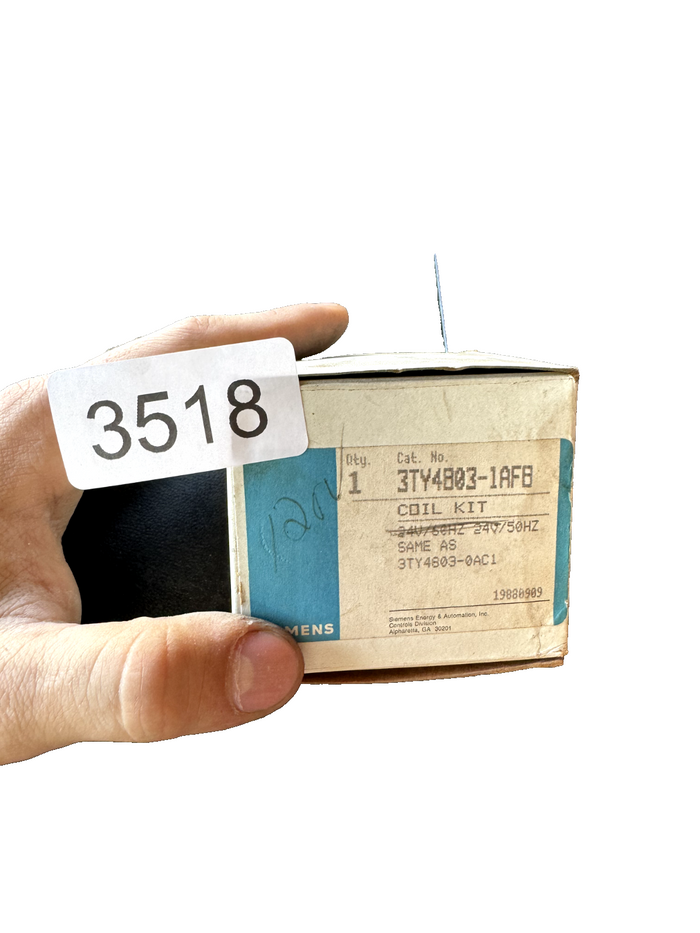 3518
Qty.
1
Cat. No.
3TY4803-1AF8
COIL KIT
24V/60HZ 24V/50HZ
SAME AS
3TY4803-0AC1
19880909
Siemens Energy & Automation, Inc.
Controls Division
Alpharetta, GA 30201
MENS